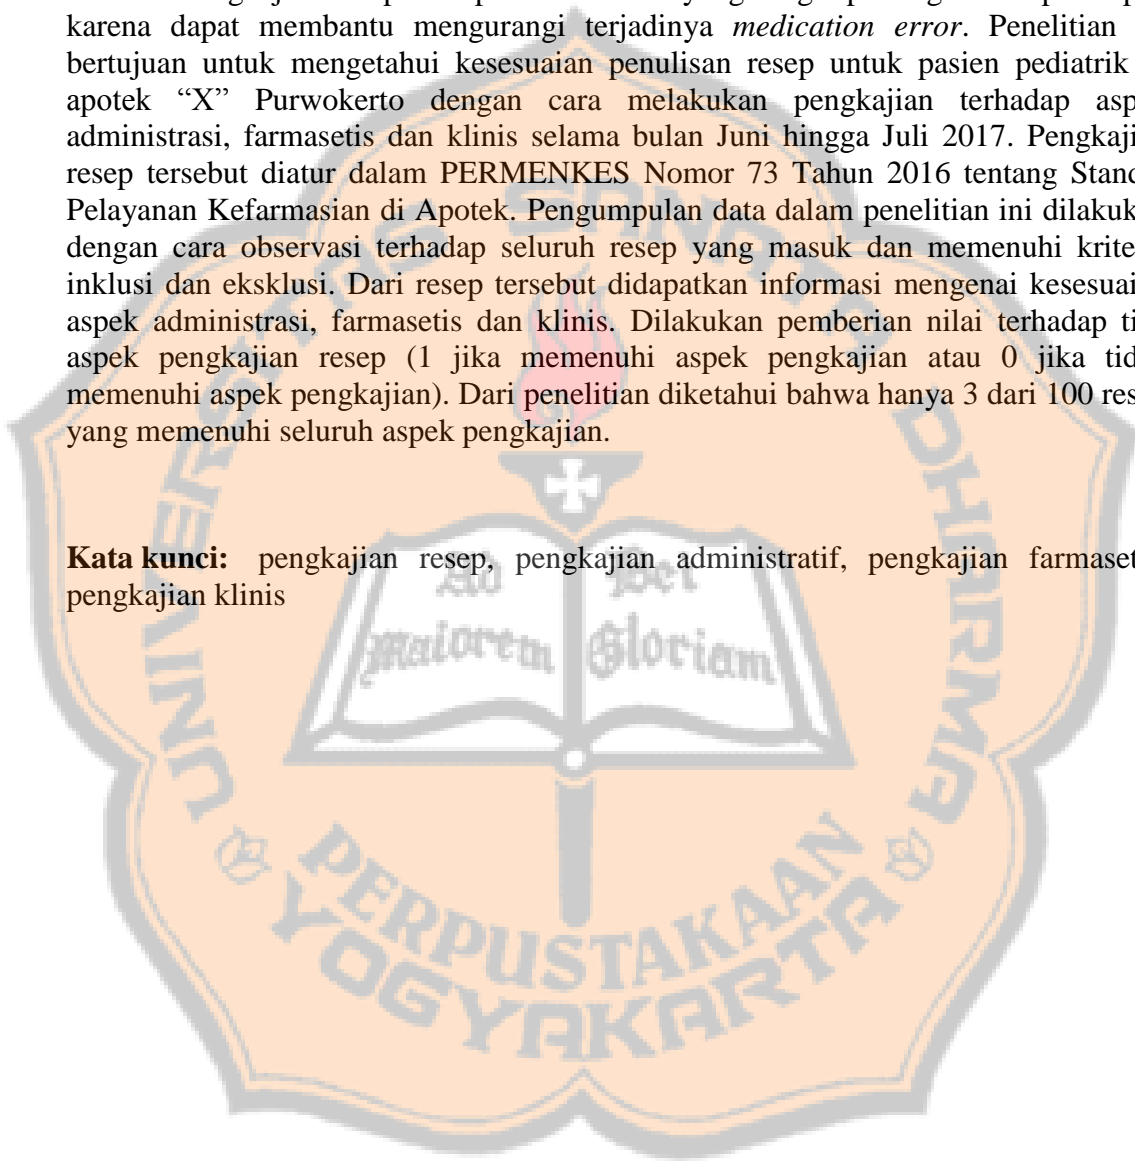 karena dapat membantu mengurangi terjadinya medication error. Penelitian
bertujuan untuk mengetahui kesesuaian penulisan resep untuk pasien pediatrik
apotek “X” Purwokerto dengan cara melakukan pengkajian terhadap asp
administrasi, farmasetis dan klinis selama bulan Juni hingga Juli 2017. Pengkaji
resep tersebut diatur dalam PERMENKES Nomor 73 Tahun 2016 tentang Stand
Pelayanan Kefarmasian di Apotek. Pengumpulan data dalam penelitian ini dilakuk
dengan cara observasi terhadap seluruh resep yang masuk dan memenuhi krite
inklusi dan eksklusi. Dari resep tersebut didapatkan informasi mengenai kesesuai
aspek administrasi, farmasetis dan klinis. Dilakukan pemberian nilai terhadap ti
aspek pengkajian resep (1 jika memenuhi aspek pengkajian atau 0 jika tid
memenuhi aspek pengkajian). Dari penelitian diketahui bahwa hanya 3 dari 100 res
yang memenuhi seluruh aspek pengkajian.
Kata kunci: pengkajian resep, pengkajian administratif, pengkajian farmaset
pengkajian klinis
UNIVERSITAS SANATA DHARMA
Ad Dei
Maiorem Gloriam
PERPUSTAKAAN
YOGYAKARTA